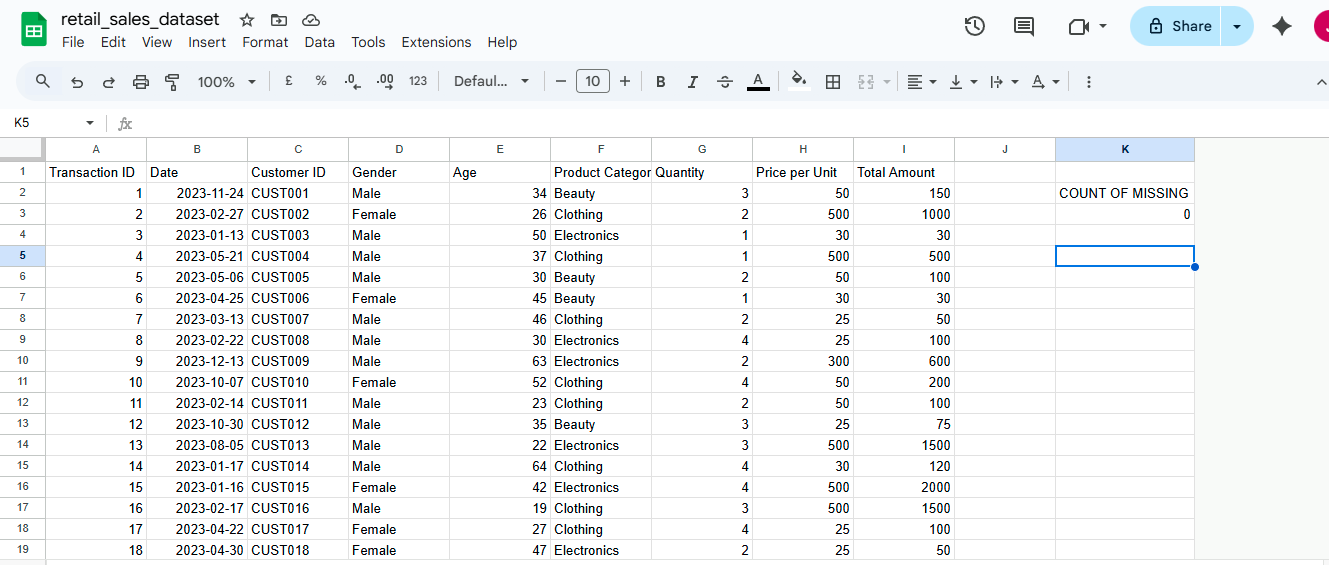 retail_sales_dataset
File Edit View Insert Format Data Tools Extensions Help
Share
100% £ % .0 .00 123 Defaul... 10 B I S A A
K5 fx
A B C D E F G H I J K
1 Transaction ID Date Customer ID Gender Age Product Categor Quantity Price per Unit Total Amount
2 1 2023-11-24 CUST001 Male 34 Beauty 3 50 150 COUNT OF MISSING
3 2 2023-02-27 CUST002 Female 26 Clothing 2 500 1000 0
4 3 2023-01-13 CUST003 Male 50 Electronics 1 30 30
5 4 2023-05-21 CUST004 Male 37 Clothing 1 500 500
6 5 2023-05-06 CUST005 Male 30 Beauty 2 50 100
7 6 2023-04-25 CUST006 Female 45 Beauty 1 30 30
8 7 2023-03-13 CUST007 Male 46 Clothing 2 25 50
9 8 2023-02-22 CUST008 Male 30 Electronics 4 25 100
10 9 2023-12-13 CUST009 Male 63 Electronics 2 300 600
11 10 2023-10-07 CUST010 Female 52 Clothing 4 50 200
12 11 2023-02-14 CUST011 Male 23 Clothing 2 50 100
13 12 2023-10-30 CUST012 Male 35 Beauty 3 25 75
14 13 2023-08-05 CUST013 Male 22 Electronics 3 500 1500
15 14 2023-01-17 CUST014 Male 64 Clothing 4 30 120
16 15 2023-01-16 CUST015 Female 42 Electronics 4 500 2000
17 16 2023-02-17 CUST016 Male 19 Clothing 3 500 1500
18 17 2023-04-22 CUST017 Female 27 Clothing 4 25 100
19 18 2023-04-30 CUST018 Female 47 Electronics 2 25 50